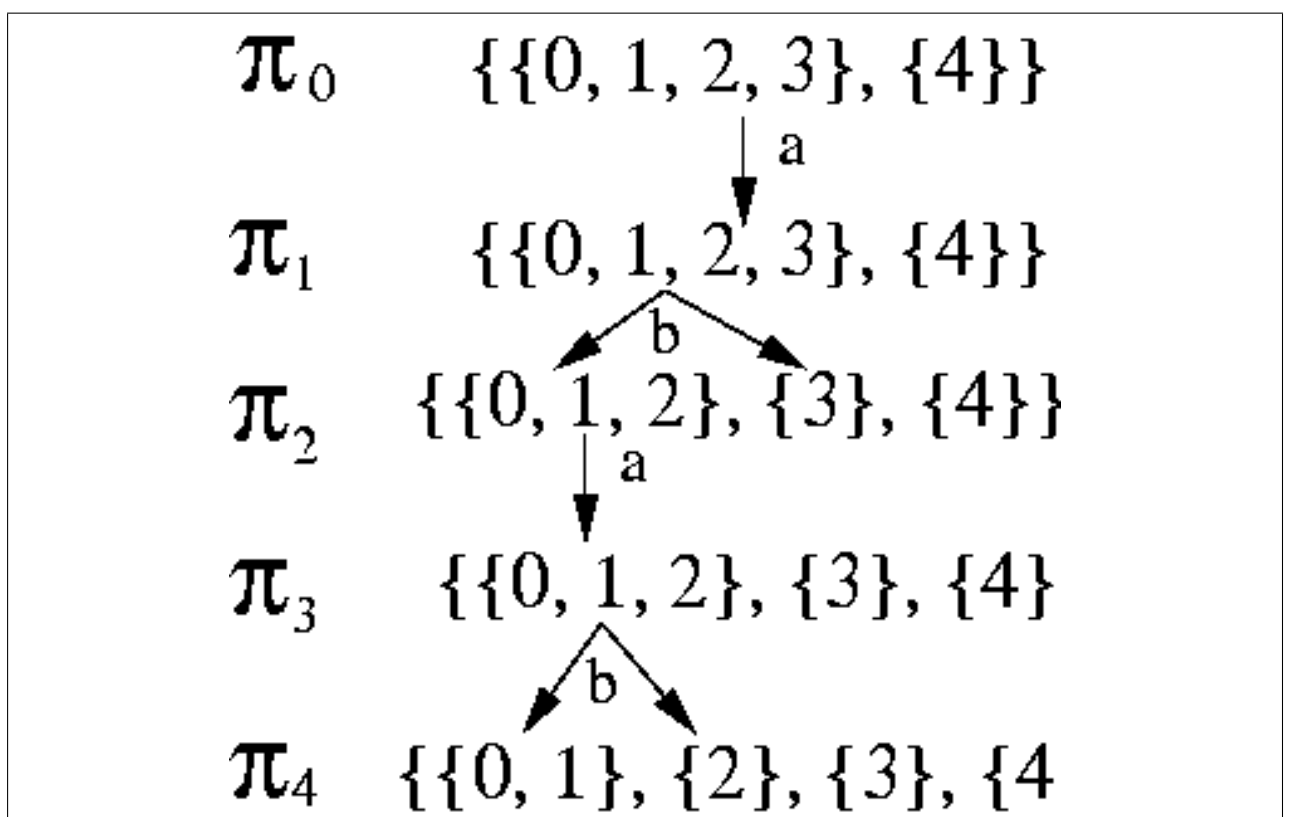 π0 {{0, 1, 2, 3}, {4}}
a
π1 {{0, 1, 2, 3}, {4}}
b
π2 {{0, 1, 2}, {3}, {4}}
a
π3 {{0, 1, 2}, {3}, {4}
b
π4 {{0, 1}, {2}, {3}, {4